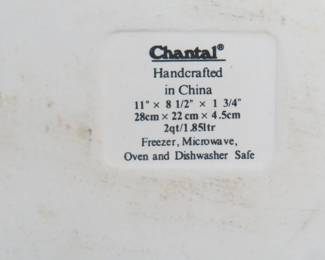 Chantal®
Handcrafted
in China
11" × 8 1/2" × 1 3/4"
28cm × 22 cm × 4.5cm
2qt/1.85ltr
Freezer, Microwave,
Oven and Dishwasher Safe